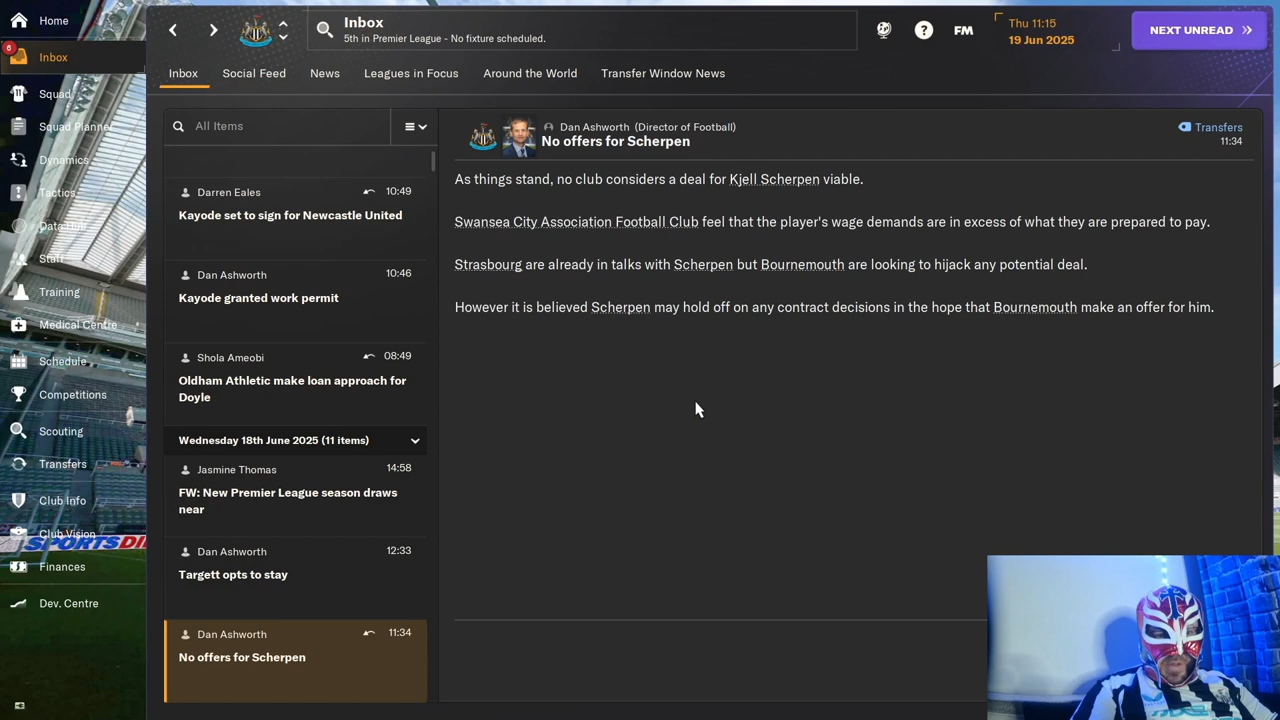 Home
Inbox
5th in Premier League - No fixture scheduled.
FM
Thu 11:15
19 Jun 2025
NEXT UNREAD
6
Inbox
Squad
Squad Planner
Dynamics
Tactics
Data Hub
Staff
Training
Medical Centre
Schedule
Competitions
Scouting
Transfers
Club Info
Club Vision
SPORTSDI
Finances
Dev. Centre
Inbox
Social Feed
News
Leagues in Focus
Around the World
Transfer Window News
All Items
Darren Eales
10:49
Kayode set to sign for Newcastle United
Dan Ashworth
10:46
Kayode granted work permit
Shola Ameobi
08:49
Oldham Athletic make loan approach for
Doyle
Wednesday 18th June 2025 (11 items)
Jasmine Thomas
14:58
FW: New Premier League season draws
near
Dan Ashworth
12:33
Targett opts to stay
Dan Ashworth
11:34
No offers for Scherpen
Dan Ashworth (Director of Football)
No offers for Scherpen
Transfers
11:34
As things stand, no club considers a deal for Kjell Scherpen viable.
Swansea City Association Football Club feel that the player's wage demands are in excess of what they are prepared to pay.
Strasbourg are already in talks with Scherpen but Bournemouth are looking to hijack any potential deal.
However it is believed Scherpen may hold off on any contract decisions in the hope that Bournemouth make an offer for him.